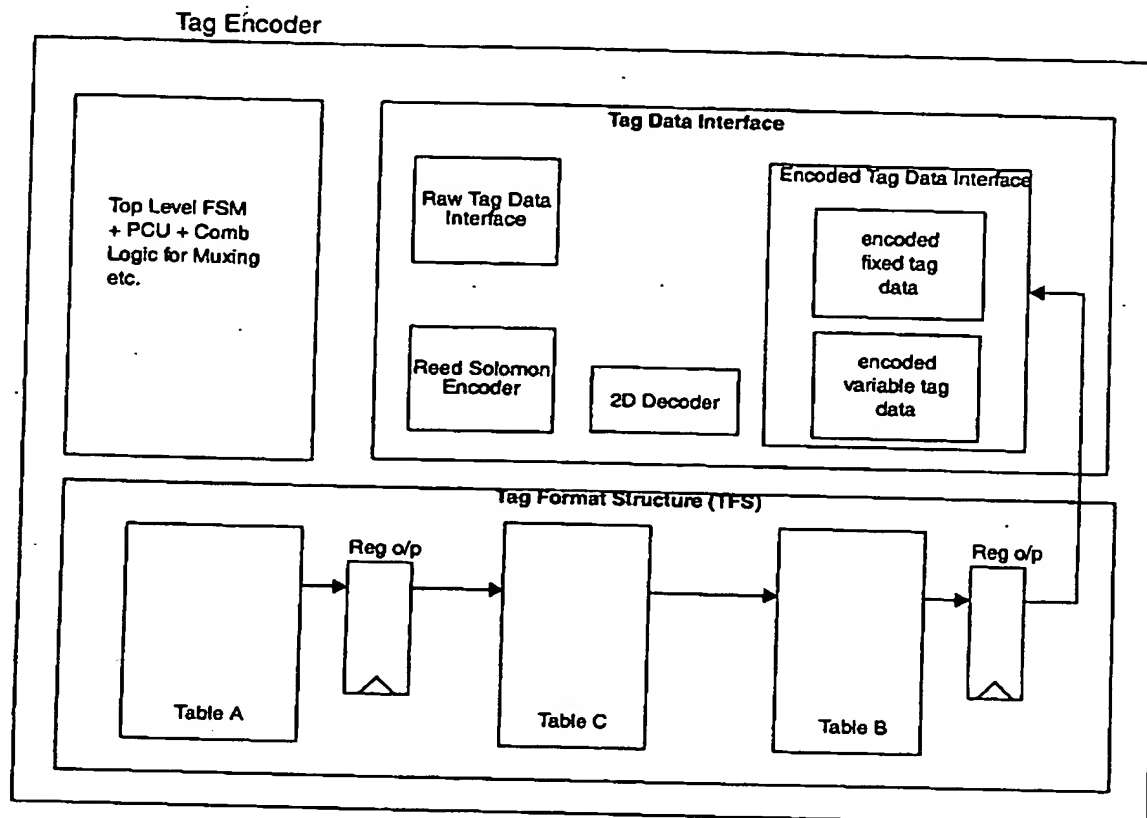 Tag Encoder
Top Level FSM
+ PCU + Comb
Logic for Muxing
etc.
Tag Data Interface
Raw Tag Data
Interface
Reed Solomon
Encoder
2D Decoder
Encoded Tag Data Interface
encoded
fixed tag
data
encoded
variable tag
data
Tag Format Structure (TFS)
Table A
Reg o/p
Table C
Table B
Reg o/p